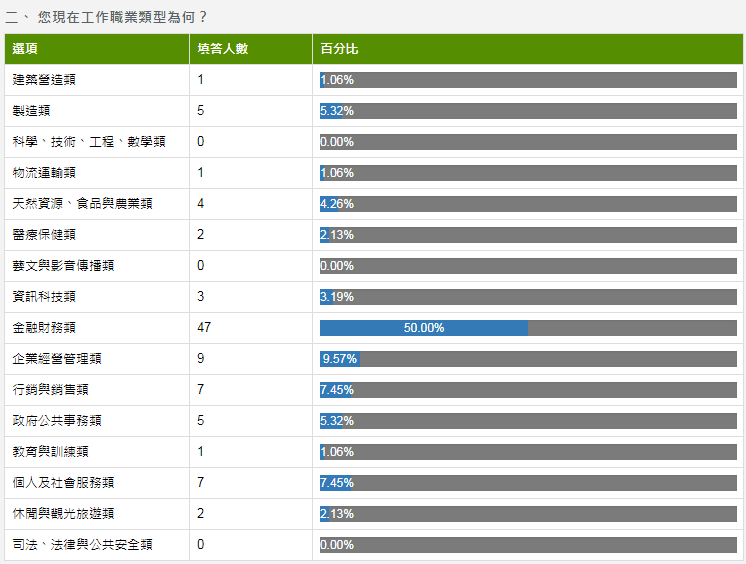 二、 您現在工作職業類型為何？
選項 填答人數 百分比
建築營造類 1 1.06%
製造類 5 5.32%
科學、技術、工程、數學類 0 0.00%
物流運輸類 1 1.06%
天然資源、食品與農業類 4 4.26%
醫療保健類 2 2.13%
藝文與影音傳播類 0 0.00%
資訊科技類 3 3.19%
金融財務類 47 50.00%
企業經營管理類 9 9.57%
行銷與銷售類 7 7.45%
政府公共事務類 5 5.32%
教育與訓練類 1 1.06%
個人及社會服務類 7 7.45%
休閒與觀光旅遊類 2 2.13%
司法、法律與公共安全類 0 0.00%